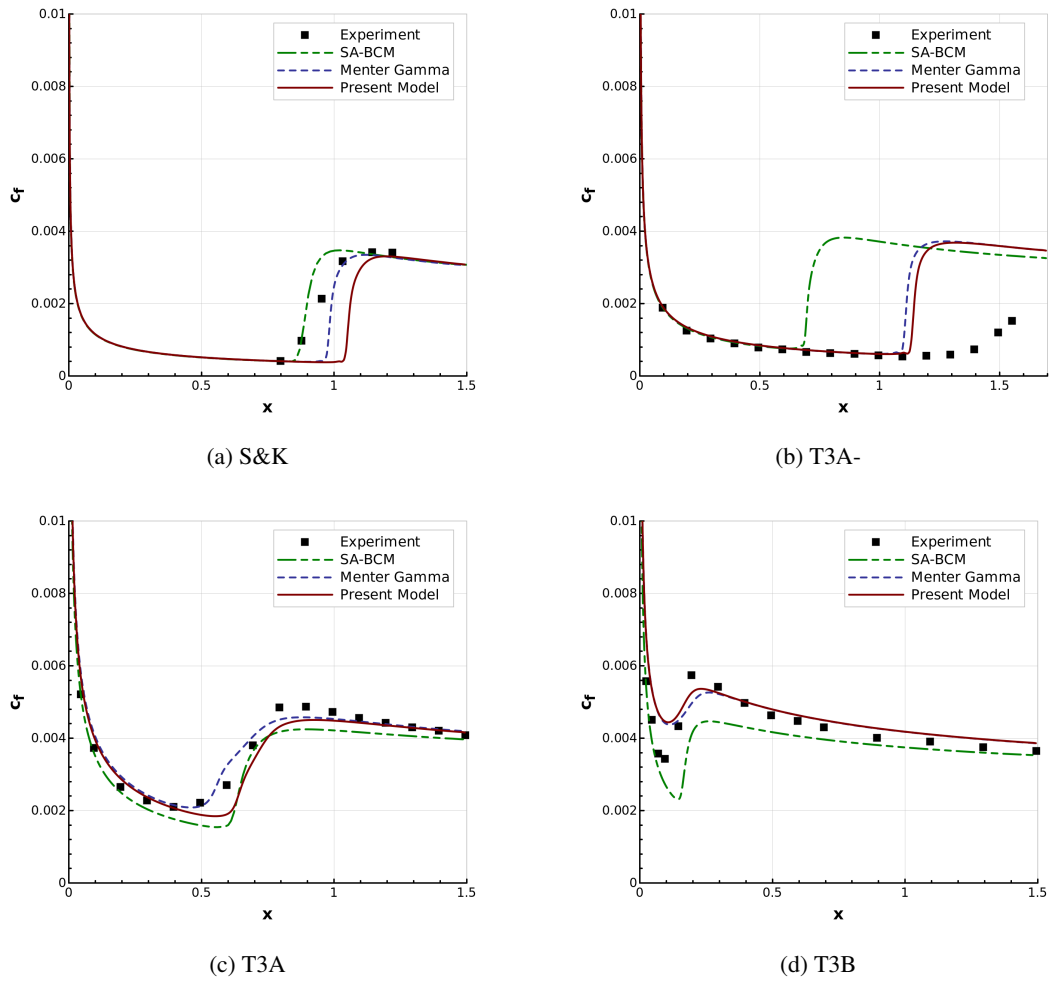 0.01
0.008
0.006
0.004
0.002
0
cf
0
0.5
1
1.5
x
Experiment
SA-BCM
Menter Gamma
Present Model
(a) S&K
0.01
0.008
0.006
0.004
0.002
0
cf
0
0.5
1
1.5
x
Experiment
SA-BCM
Menter Gamma
Present Model
(b) T3A-
0.01
0.008
0.006
0.004
0.002
0
cf
0
0.5
1
1.5
x
Experiment
SA-BCM
Menter Gamma
Present Model
(c) T3A
0.01
0.008
0.006
0.004
0.002
0
cf
0
0.5
1
1.5
x
Experiment
SA-BCM
Menter Gamma
Present Model
(d) T3B